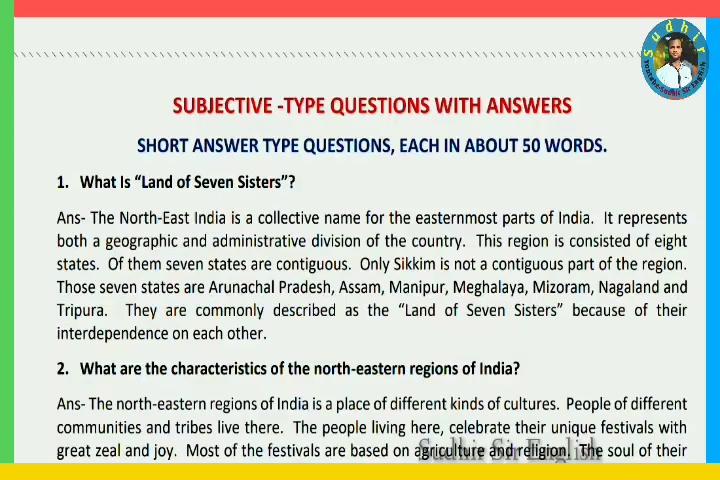 Sudhir
Youtube-Sudhir Sir English
SUBJECTIVE -TYPE QUESTIONS WITH ANSWERS
SHORT ANSWER TYPE QUESTIONS, EACH IN ABOUT 50 WORDS.
1. What Is “Land of Seven Sisters”?
Ans- The North-East India is a collective name for the easternmost parts of India. It represents
both a geographic and administrative division of the country. This region is consisted of eight
states. Of them seven states are contiguous. Only Sikkim is not a contiguous part of the region.
Those seven states are Arunachal Pradesh, Assam, Manipur, Meghalaya, Mizoram, Nagaland and
Tripura. They are commonly described as the “Land of Seven Sisters” because of their
interdependence on each other.
2. What are the characteristics of the north-eastern regions of India?
Ans- The north-eastern regions of India is a place of different kinds of cultures. People of different
communities and tribes live there. The people living here, celebrate their unique festivals with
great zeal and joy. Most of the festivals are based on agriculture and religion. The soul of their
Sudhir Sir English